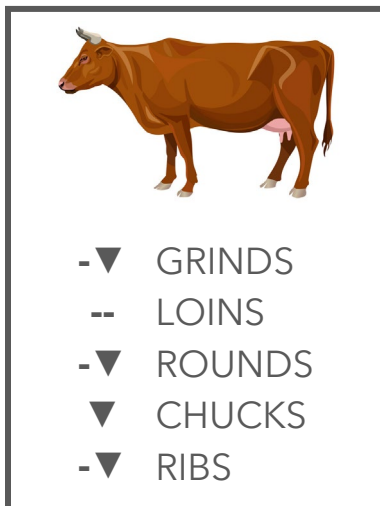 -▼ GRINDS
-- LOINS
-▼ ROUNDS
▼ CHUCKS
-▼ RIBS